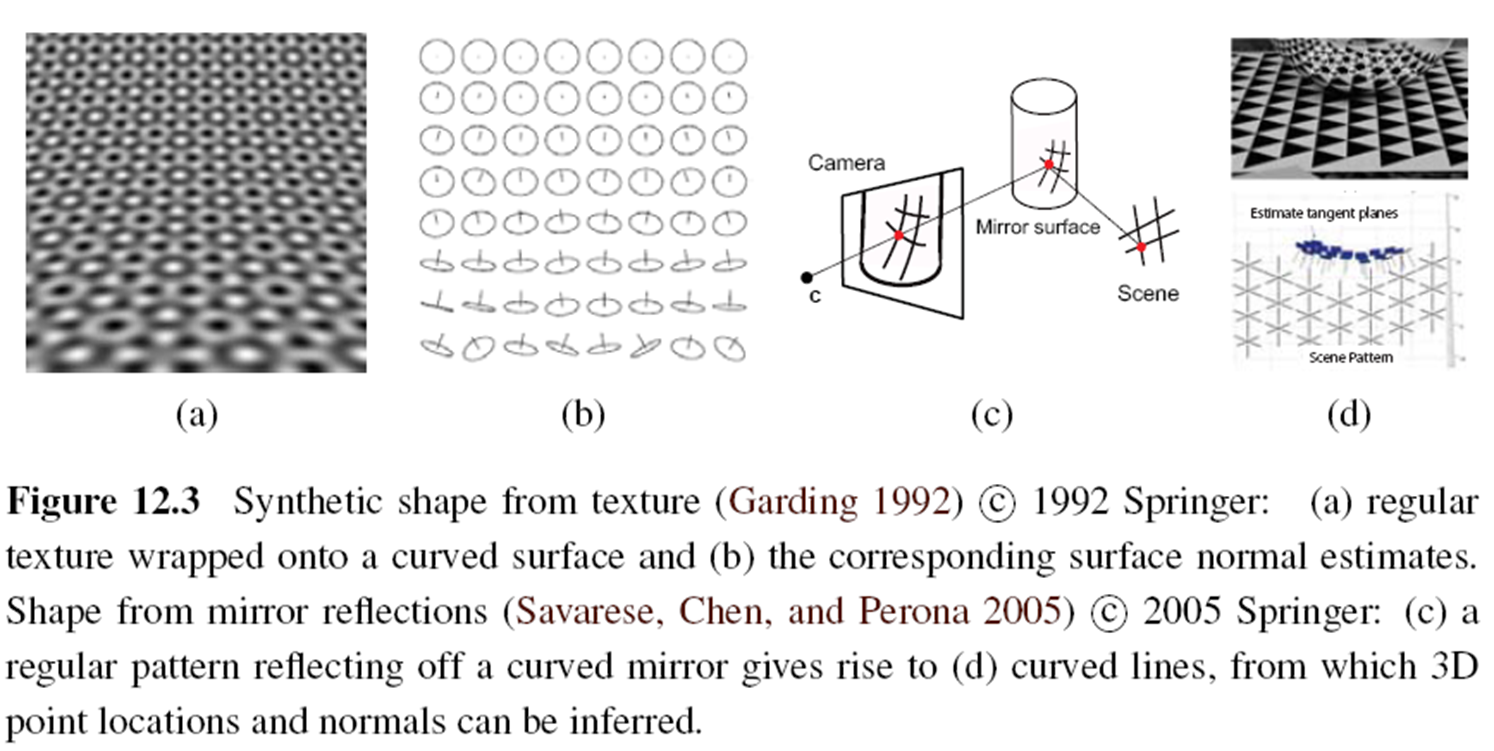 Camera
Mirror surface
c
Scene
Estimate tangent planes
Scene Pattern
(a)
(b)
(c)
(d)
Figure 12.3 Synthetic shape from texture (Garding 1992) © 1992 Springer: (a) regular
texture wrapped onto a curved surface and (b) the corresponding surface normal estimates.
Shape from mirror reflections (Savarese, Chen, and Perona 2005) © 2005 Springer: (c) a
regular pattern reflecting off a curved mirror gives rise to (d) curved lines, from which 3D
point locations and normals can be inferred.